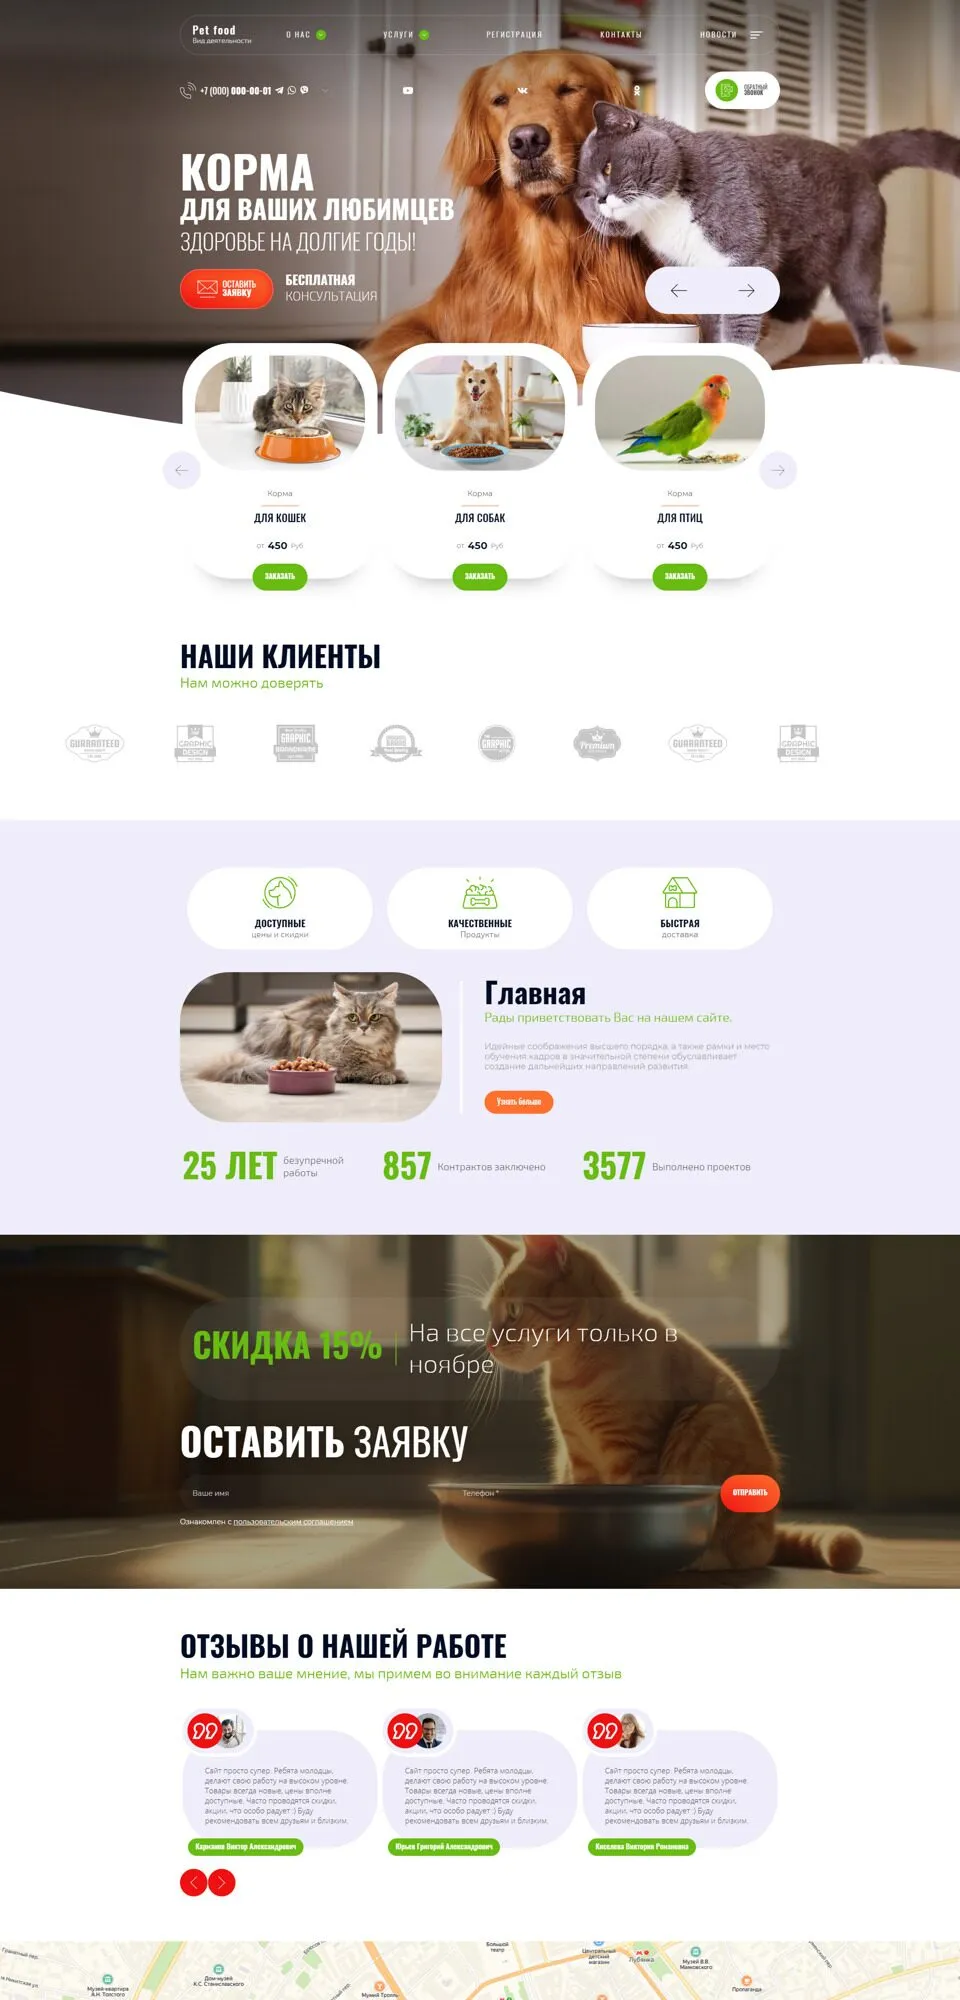 Pet food
Вид деятельности
О НАС
УСЛУГИ
РЕГИСТРАЦИЯ
КОНТАКТЫ
НОВОСТИ
+7 (000) 000-00-01
ОБРАТНЫЙ
ЗВОНОК
КОРМА
ДЛЯ ВАШИХ ЛЮБИМЦЕВ
ЗДОРОВЬЕ НА ДОЛГИЕ ГОДЫ!
ОСТАВИТЬ
ЗАЯВКУ
БЕСПЛАТНАЯ
КОНСУЛЬТАЦИЯ
Корма
ДЛЯ КОШЕК
от 450 Руб
ЗАКАЗАТЬ
Корма
ДЛЯ СОБАК
от 450 Руб
ЗАКАЗАТЬ
Корма
ДЛЯ ПТИЦ
от 450 Руб
ЗАКАЗАТЬ
НАШИ КЛИЕНТЫ
Нам можно доверять
GUARANTEED
GRAPHIC
DESIGN
GRAPHIC
GRAPHIC
Premium
GUARANTEED
GRAPHIC
DESIGN
ДОСТУПНЫЕ
цены и скидки
КАЧЕСТВЕННЫЕ
Продукты
БЫСТРАЯ
доставка
Главная
Рады приветствовать Вас на нашем сайте.
Идейные соображения высшего порядка, а также рамки и место
обучения кадров в значительной степени обуславливает
создание дальнейших направлений развития.
Узнать больше
25 ЛЕТ безупречной
работы
857 Контрактов заключено
3577 Выполнено проектов
СКИДКА 15%
На все услуги только в
ноябре
ОСТАВИТЬ ЗАЯВКУ
Ваше имя
Телефон *
ОТПРАВИТЬ
Ознакомлен с пользовательским соглашением
ОТЗЫВЫ О НАШЕЙ РАБОТЕ
Нам важно ваше мнение, мы примем во внимание каждый отзыв
Сайт просто супер. Ребята молодцы,
делают свою работу на высоком уровне.
Товары всегда новые, цены вполне
доступные. Часто проводятся скидки,
акции, что особо радует :) Буду
рекомендовать всем друзьям и близким.
Карманов Виктор Александрович
Сайт просто супер. Ребята молодцы,
делают свою работу на высоком уровне.
Товары всегда новые, цены вполне
доступные. Часто проводятся скидки,
акции, что особо радует :) Буду
рекомендовать всем друзьям и близким.
Юрьев Григорий Александрович
Сайт просто супер. Ребята молодцы,
делают свою работу на высоком уровне.
Товары всегда новые, цены вполне
доступные. Часто проводятся скидки,
акции, что особо радует :) Буду
рекомендовать всем друзьям и близким.
Киселева Виктория Романовна
Гранатный пер.
Большой
театр
Центральный
детский
магазин
Лубянка
Музей В.В.
Маяковского
Дом-музей
К.С. Станиславского
Музей-квартира
А.Н. Толстого
Пропаганда